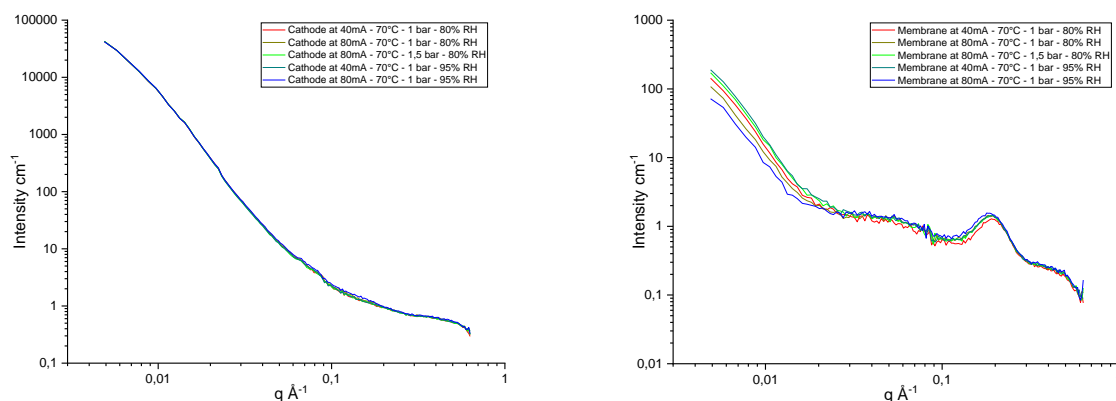 100000
10000
1000
100
10
1
0,1
0,01
0,1
1
Intensity cm⁻¹
q Å⁻¹
Cathode at 40mA - 70°C - 1 bar - 80% RH
Cathode at 80mA - 70°C - 1 bar - 80% RH
Cathode at 80mA - 70°C - 1,5 bar - 80% RH
Cathode at 40mA - 70°C - 1 bar - 95% RH
Cathode at 80mA - 70°C - 1 bar - 95% RH
1000
100
10
1
0,1
0,01
0,01
0,1
Intensity cm⁻¹
q Å⁻¹
Membrane at 40mA - 70°C - 1 bar - 80% RH
Membrane at 80mA - 70°C - 1 bar - 80% RH
Membrane at 80mA - 70°C - 1,5 bar - 80% RH
Membrane at 40mA - 70°C - 1 bar - 95% RH
Membrane at 80mA - 70°C - 1 bar - 95% RH